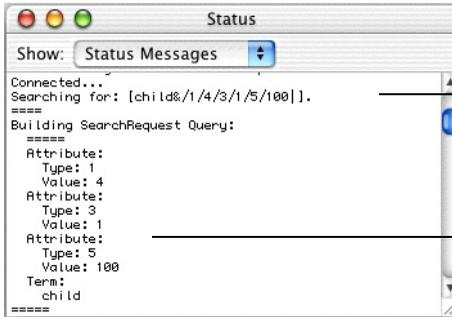 Status
Show: Status Messages
Connected...
Searching for: [child&/1/4/3/1/5/100|].
====
Building SearchRequest Query:
=====
Attribute:
Type: 1
Value: 4
Attribute:
Type: 3
Value: 1
Attribute:
Type: 5
Value: 100
Term:
child
=====